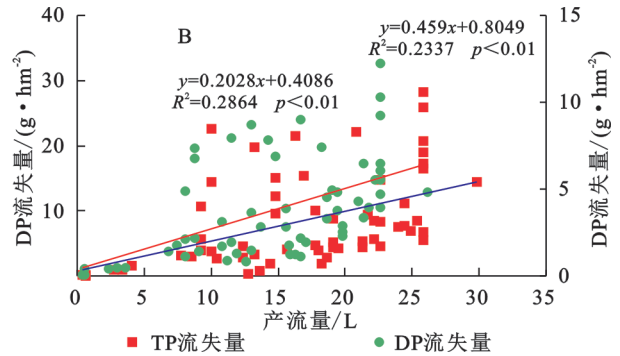 B
y=0.459x+0.8049
R²=0.2337 p<0.01
y=0.2028x+0.4086
R²=0.2864 p<0.01
40
30
20
10
DP流失量/(g·hm⁻²)
15
10
5
0
DP流失量/(g·hm⁻²)
0 5 10 15 20 25 30 35
产流量/L
TP流失量 DP流失量